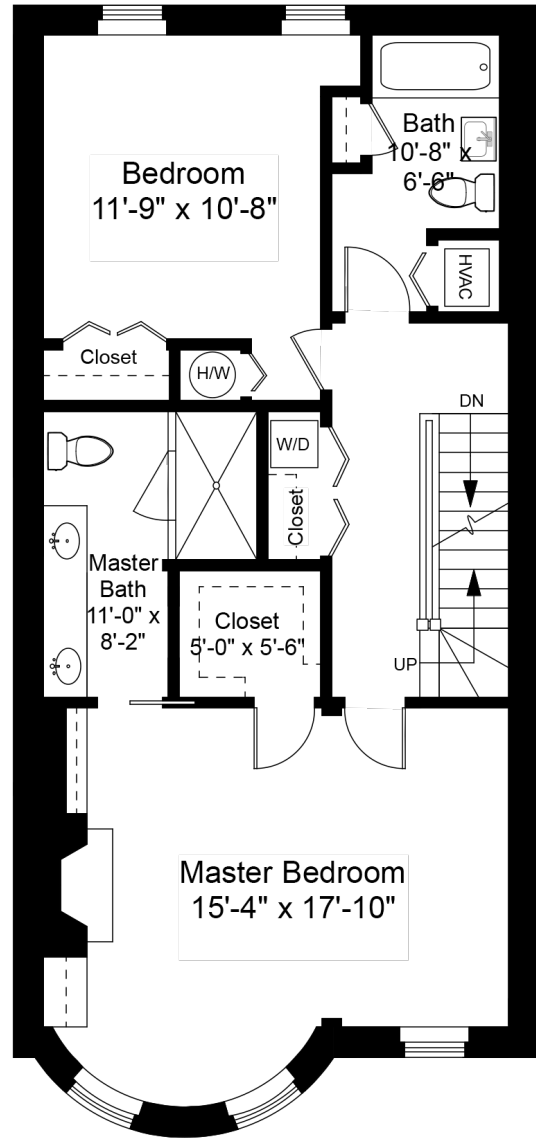 Bedroom
11'-9" x 10'-8"
Bath
10'-8" x
6'-6"
HVAC
Closet
H/W
DN
W/D
Closet
Master
Bath
11'-0" x
8'-2"
Closet
5'-0" x 5'-6"
UP
Master Bedroom
15'-4" x 17'-10"